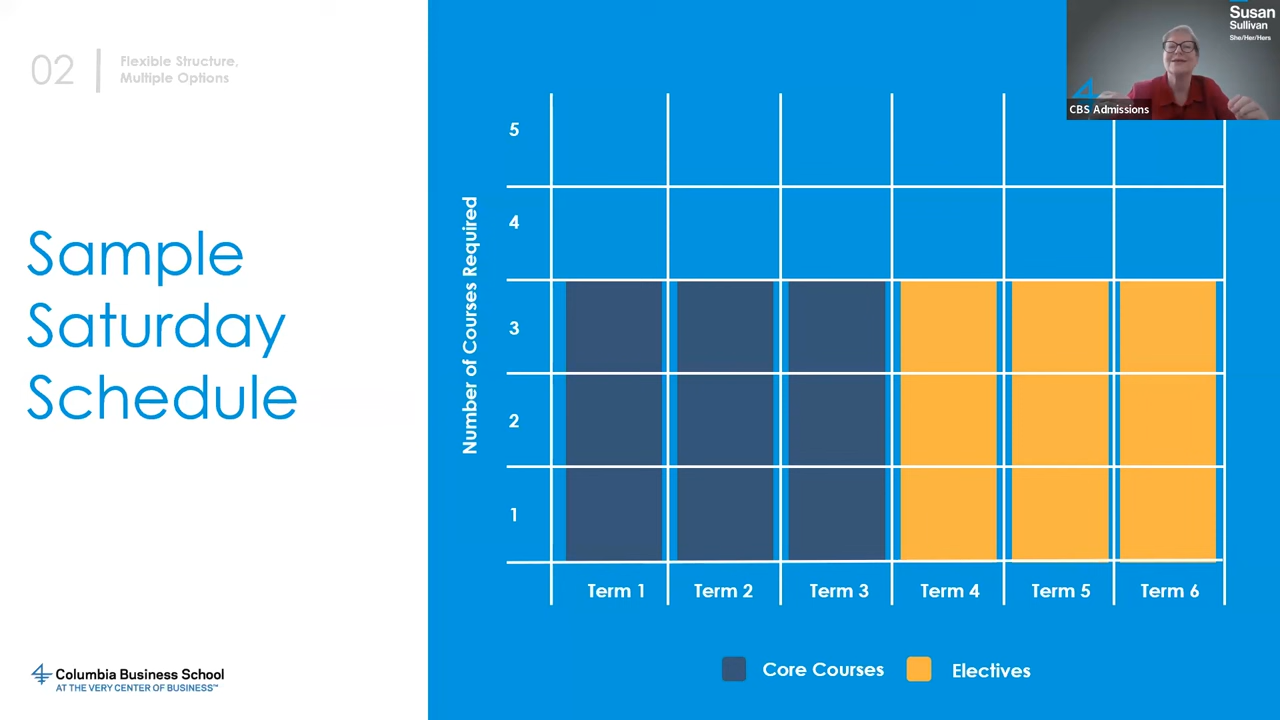 02
Flexible Structure,
Multiple Options
Susan
Sullivan
She/Her/Hers
CBS Admissions
Sample
Saturday
Schedule
Number of Courses Required
5
4
3
2
1
Term 1
Term 2
Term 3
Term 4
Term 5
Term 6
Core Courses
Electives
Columbia Business School
AT THE VERY CENTER OF BUSINESS™